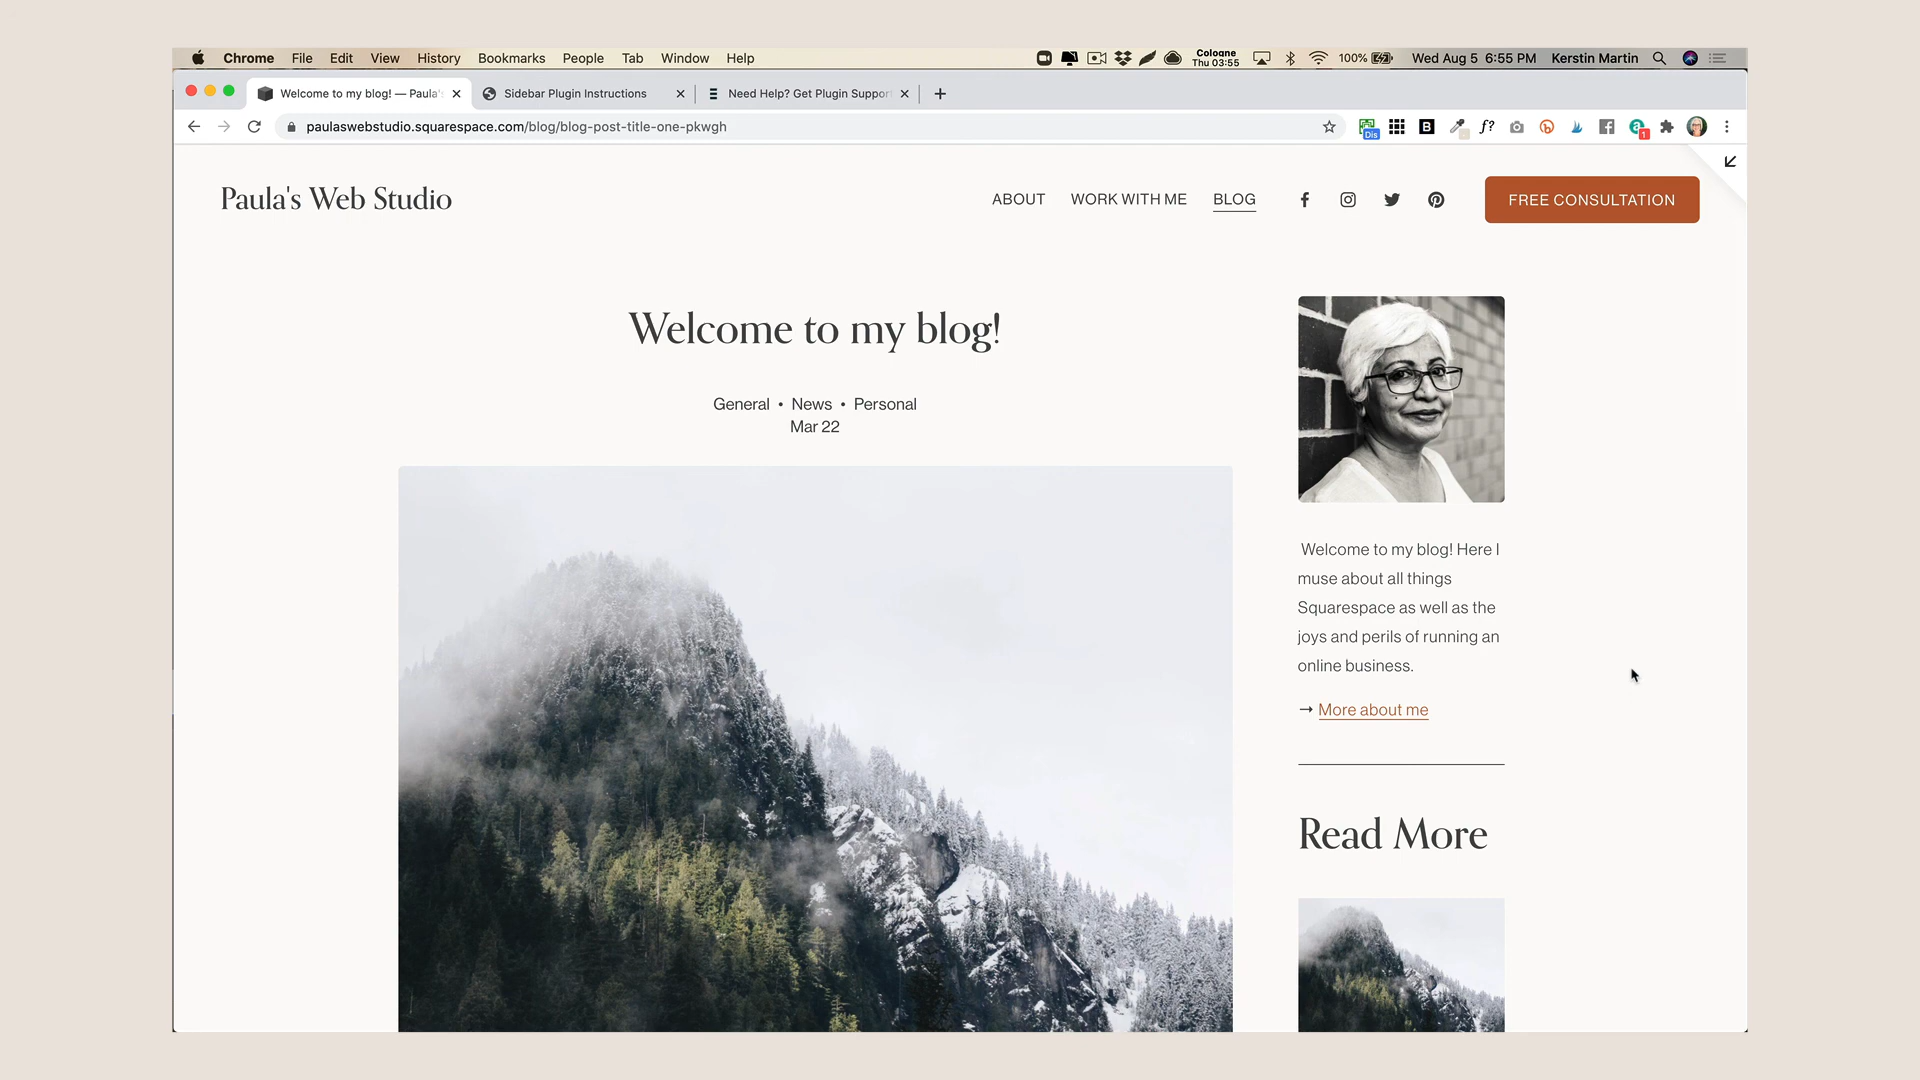 Chrome File Edit View History Bookmarks People Tab Window Help Cologne Thu 03:55 100% Wed Aug 5 6:55 PM Kerstin Martin
Welcome to my blog! — Paula's Sidebar Plugin Instructions Need Help? Get Plugin Suppor
paulaswebstudio.squarespace.com/blog/blog-post-title-one-pkwgh Dis B f? 1
Paula's Web Studio ABOUT WORK WITH ME BLOG FREE CONSULTATION
Welcome to my blog!
General • News • Personal
Mar 22
Welcome to my blog! Here I
muse about all things
Squarespace as well as the
joys and perils of running an
online business.
→ More about me
Read More